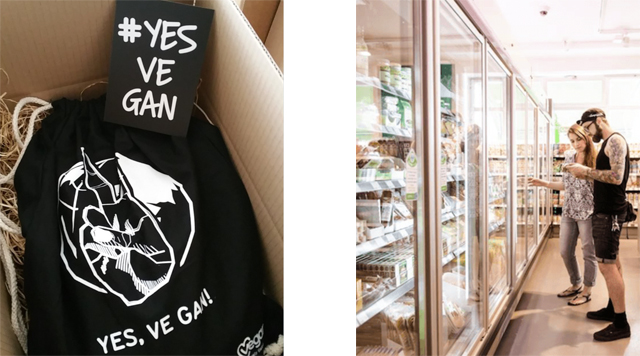 #YES
VE
GAN
YES, VE GAN!